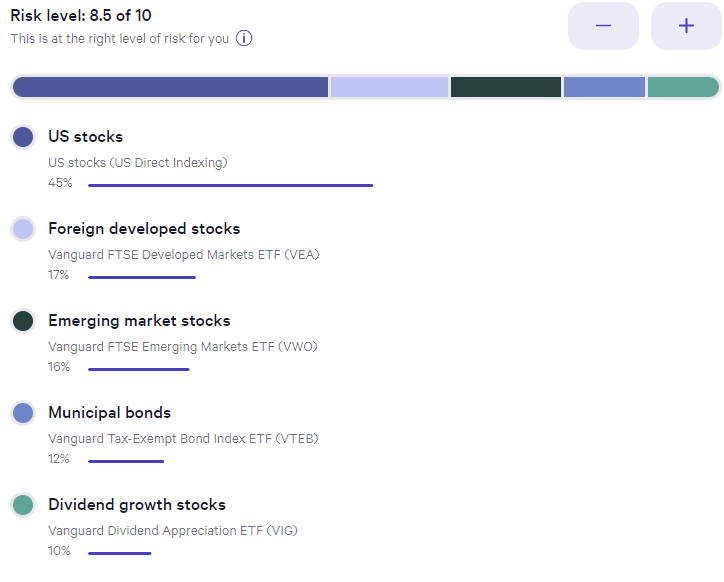 Risk level: 8.5 of 10
This is at the right level of risk for you
US stocks
US stocks (US Direct Indexing)
45%
Foreign developed stocks
Vanguard FTSE Developed Markets ETF (VEA)
17%
Emerging market stocks
Vanguard FTSE Emerging Markets ETF (VWO)
16%
Municipal bonds
Vanguard Tax-Exempt Bond Index ETF (VTEB)
12%
Dividend growth stocks
Vanguard Dividend Appreciation ETF (VIG)
10%